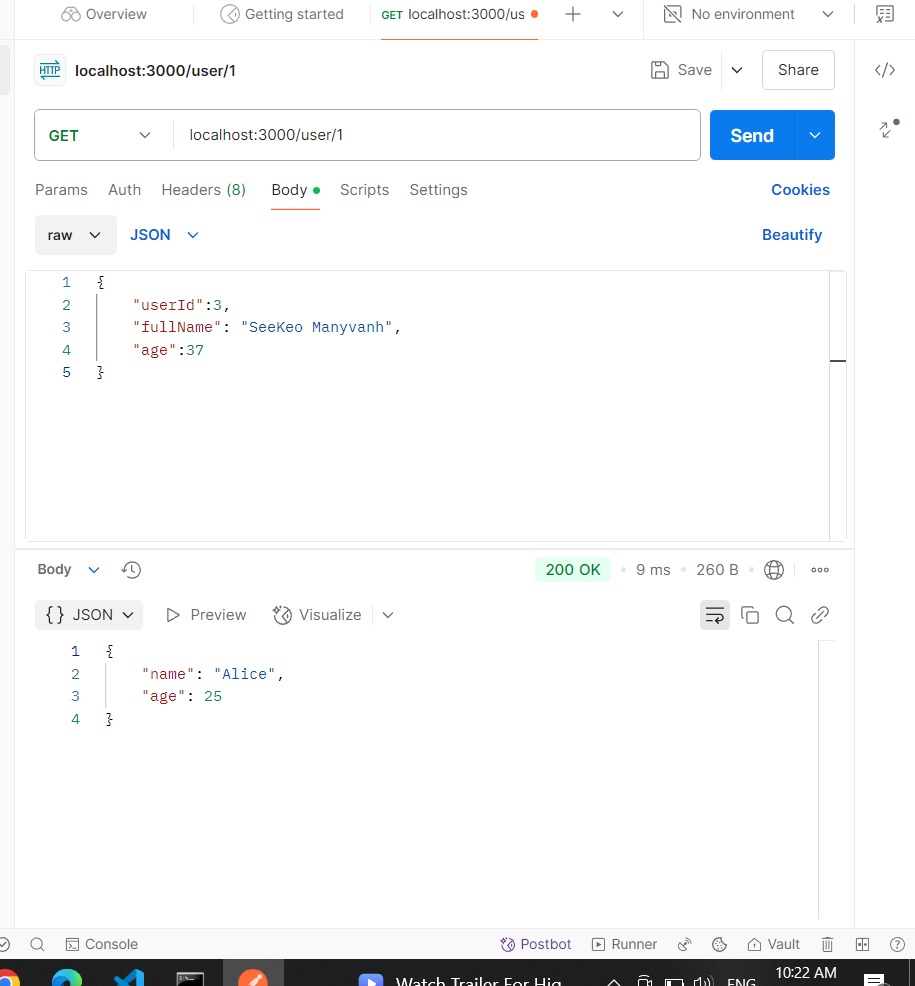 Overview Getting started GET localhost:3000/us No environment
HTTP localhost:3000/user/1 Save Share
GET localhost:3000/user/1 Send
Params Auth Headers (8) Body Scripts Settings Cookies
raw JSON Beautify
1 {
2 "userId":3,
3 "fullName": "SeeKeo Manyvanh",
4 "age":37
5 }
Body 200 OK 9 ms 260 B
{} JSON Preview Visualize
1 {
2 "name": "Alice",
3 "age": 25
4 }
Console Postbot Runner Vault
Watch Trailer For Hig ENG 10:22 AM